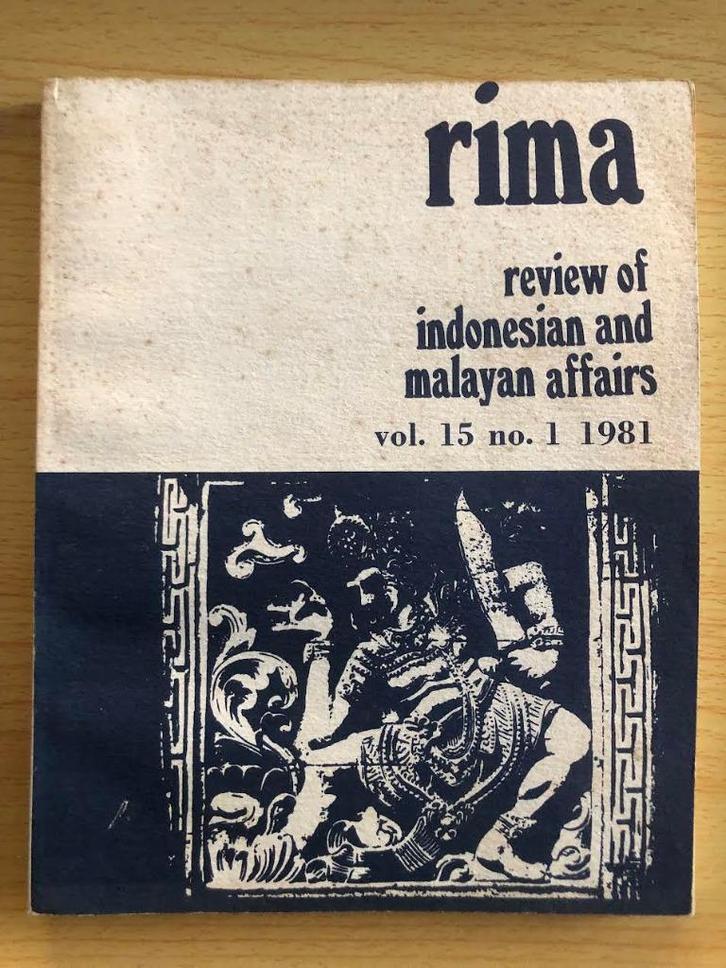 rima
review of
indonesian and
malayan affairs
vol. 15 no. 1 1981